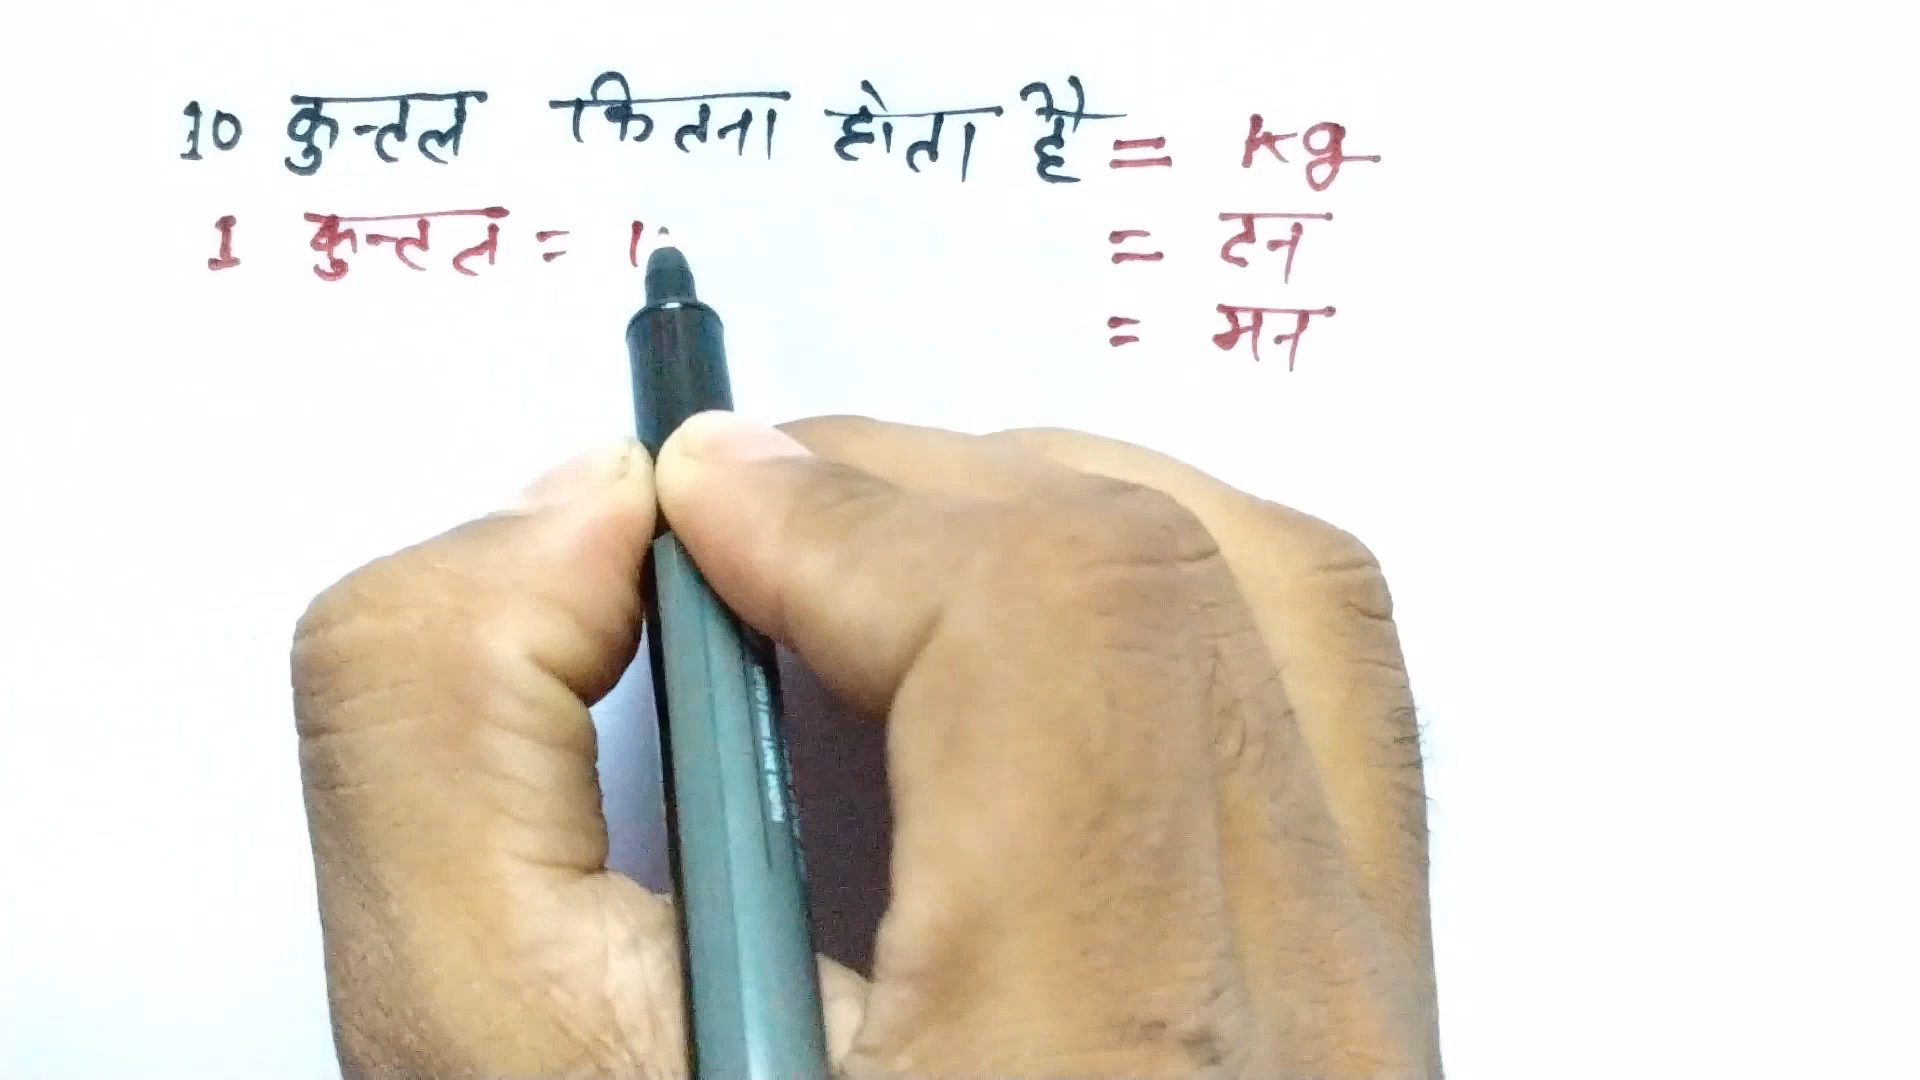 10 कुन्तल कितना होता है = kg
1 कुन्तल = 1
= टन
= मन